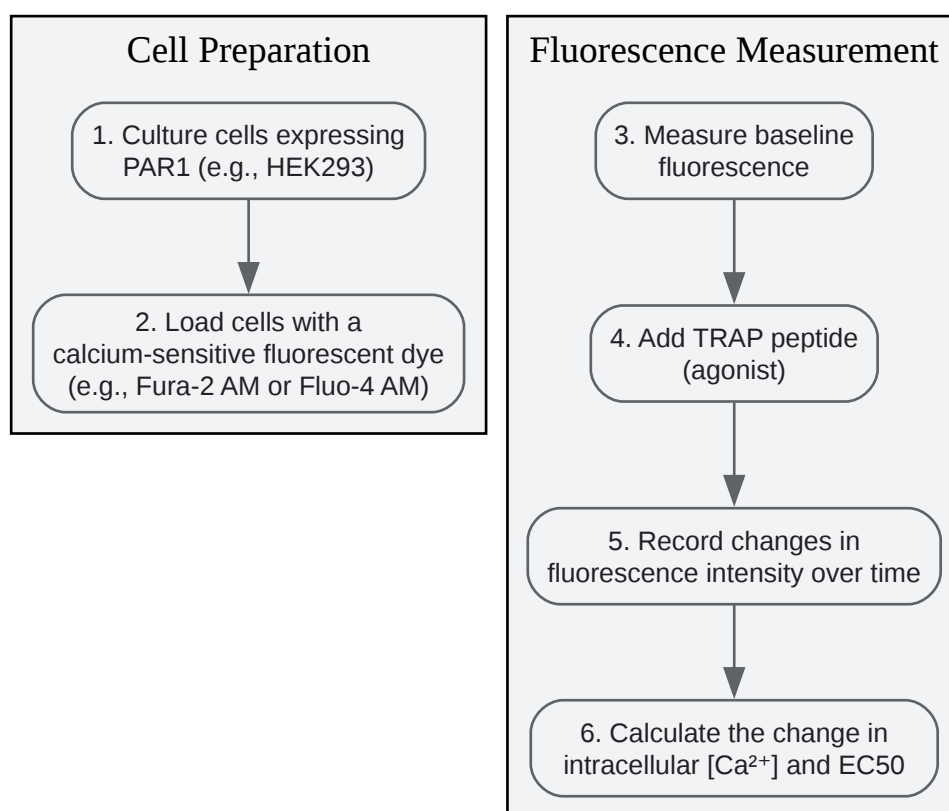 Cell Preparation
1. Culture cells expressing
PAR1 (e.g., HEK293)
2. Load cells with a
calcium-sensitive fluorescent dye
(e.g., Fura-2 AM or Fluo-4 AM)
Fluorescence Measurement
3. Measure baseline
fluorescence
4. Add TRAP peptide
(agonist)
5. Record changes in
fluorescence intensity over time
6. Calculate the change in
intracellular [Ca²⁺] and EC50